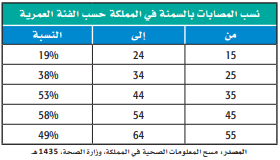 نسب المصابات بالسمنة في المملكة حسب الفئة العمرية
من إلى النسبة
15 24 19%
25 34 38%
35 44 53%
45 54 58%
55 64 49%
المصدر: مسح المعلومات الصحية في المملكة، وزارة الصحة، 1435هـ